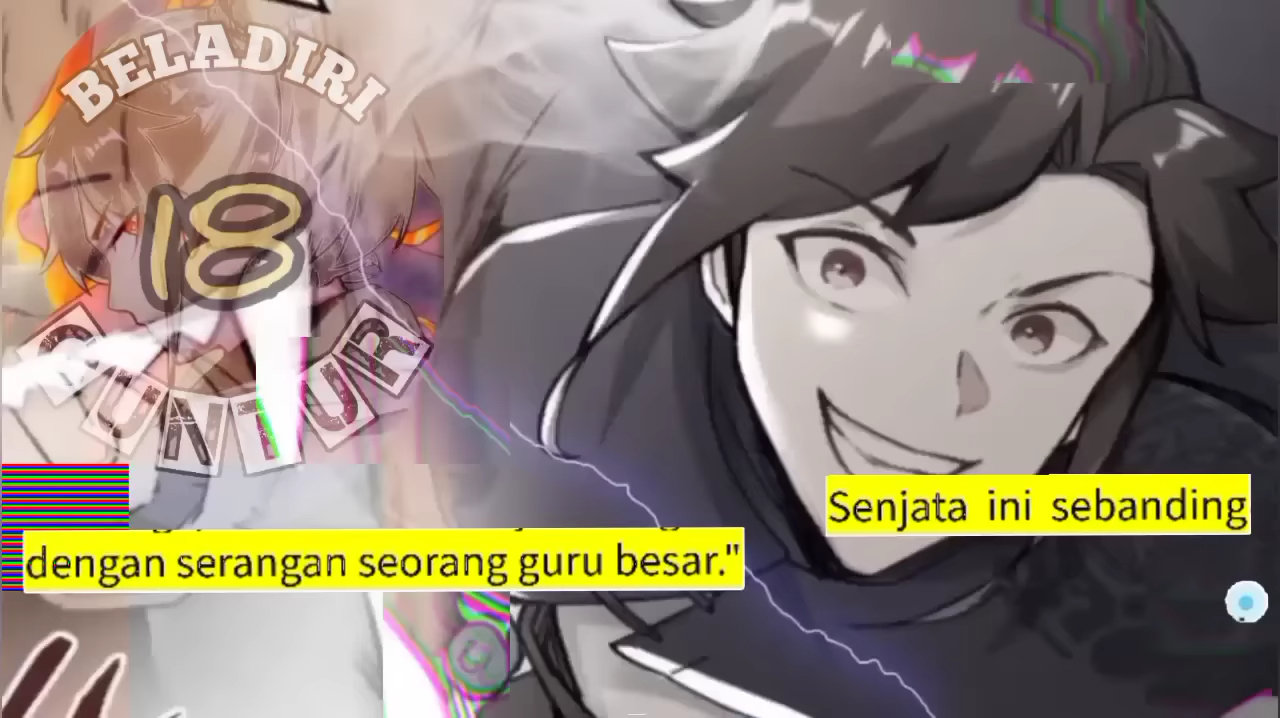 BELADIRI
18
GUNTUR
Senjata ini sebanding
dengan serangan seorang guru besar."